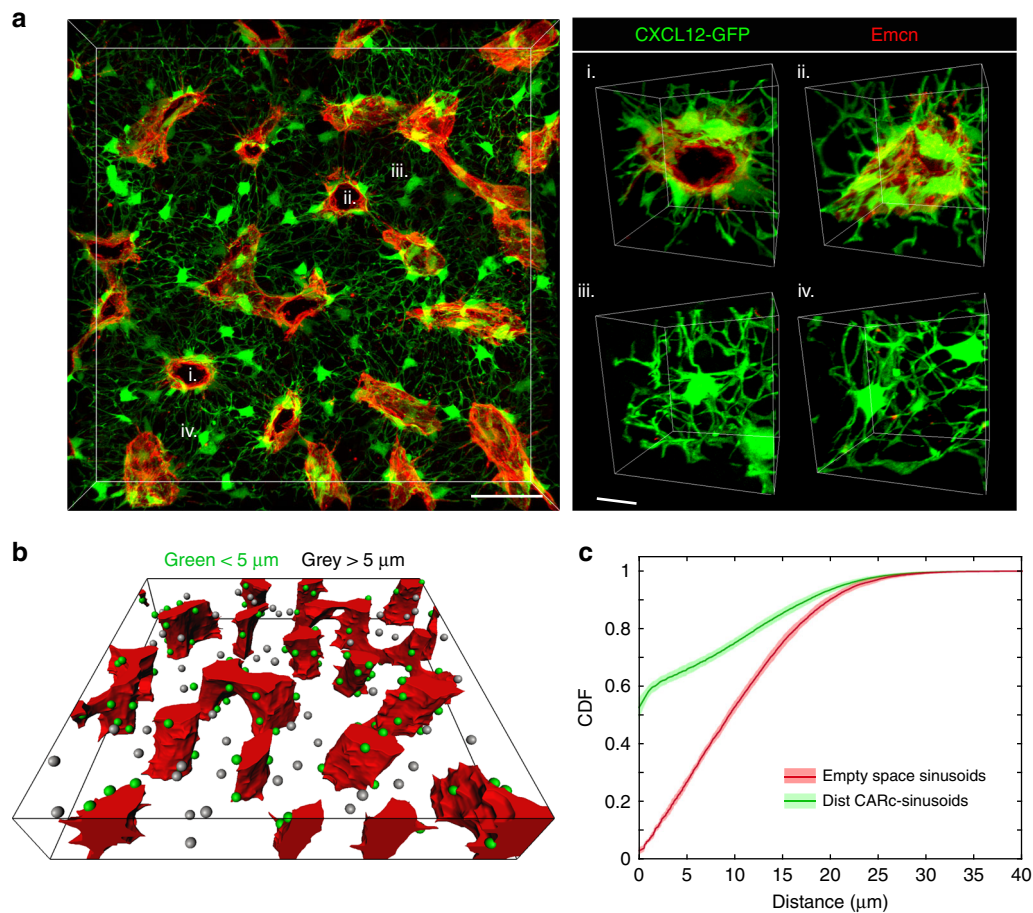 a
CXCL12-GFP
Emcn
i.
ii.
iii.
iv.
i.
ii.
iii.
iv.
b
Green < 5 μm
Grey > 5 μm
c
1
0.8
0.6
0.4
0.2
0
CDF
Empty space sinusoids
Dist CARc-sinusoids
0 5 10 15 20 25 30 35 40
Distance (μm)